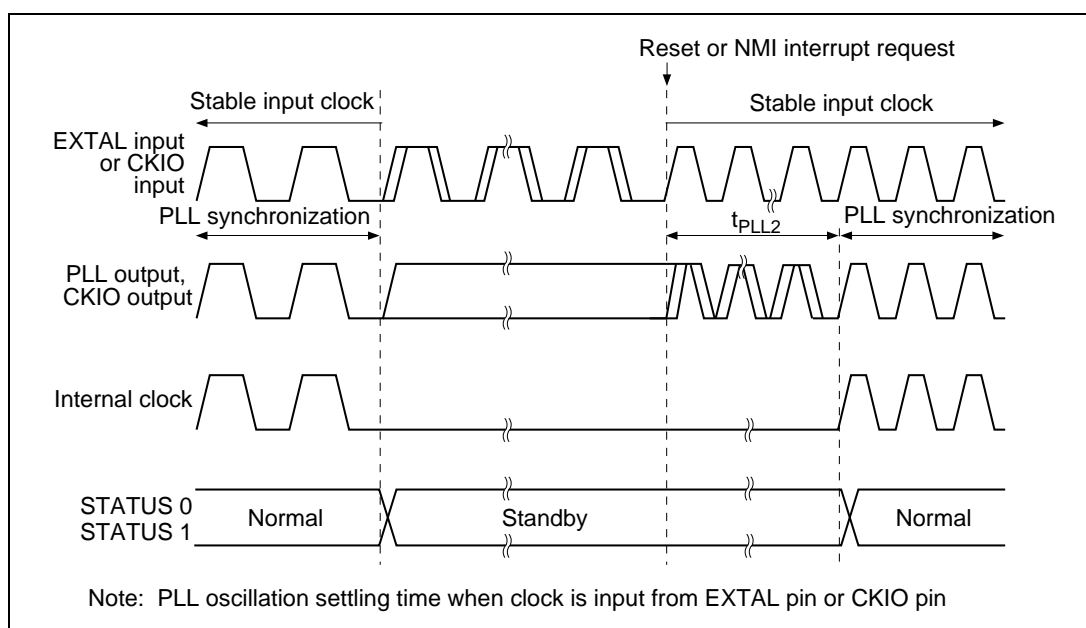 Reset or NMI interrupt request
Stable input clock
Stable input clock
EXTAL input
or CKIO
input
PLL synchronization
tPLL2
PLL synchronization
PLL output,
CKIO output
Internal clock
STATUS 0
STATUS 1
Normal
Standby
Normal
Note: PLL oscillation settling time when clock is input from EXTAL pin or CKIO pin